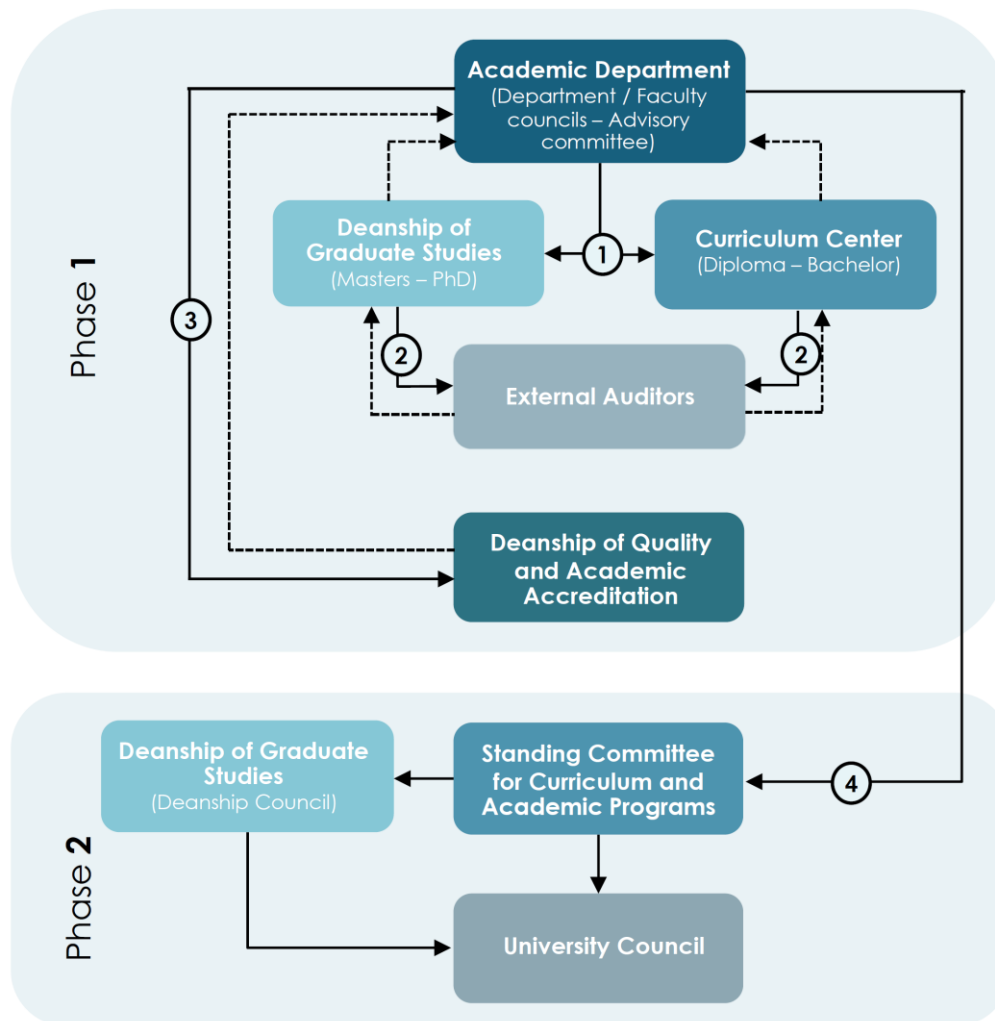 Phase 1
Academic Department
(Department / Faculty
councils – Advisory
committee)
Deanship of
Graduate Studies
(Masters – PhD)
1
Curriculum Center
(Diploma – Bachelor)
3
2
2
External Auditors
Deanship of Quality
and Academic
Accreditation
Phase 2
Deanship of Graduate
Studies
(Deanship Council)
Standing Committee
for Curriculum and
Academic Programs
4
University Council